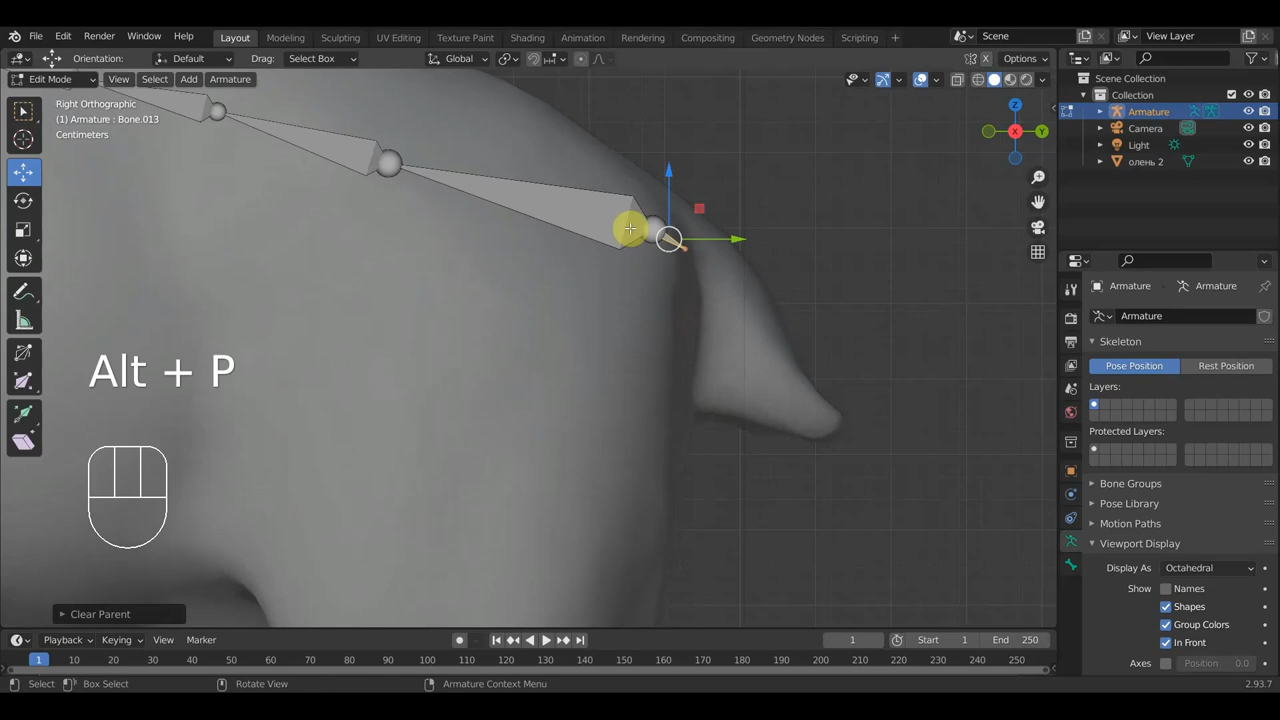 File Edit Render Window Help Layout Modeling Sculpting UV Editing Texture Paint Shading Animation Rendering Compositing Geometry Nodes Scripting + Scene View Layer
Orientation: Default Drag: Select Box Global Options
Edit Mode View Select Add Armature X Scene Collection
Right Orthographic Collection
(1) Armature : Bone.013 Armature
Centimeters Camera
Light
олень 2
Z
X Y
Armature Armature
Armature
Skeleton
Pose Position Rest Position
Layers:
Protected Layers:
Alt + P
Bone Groups
Pose Library
Motion Paths
Viewport Display
Display As Octahedral
Show Names
Shapes
Clear Parent Group Colors
Playback Keying View Marker 1 Start 1 End 250 In Front
1 10 20 30 40 50 60 70 80 90 100 110 120 130 140 150 160 170 180 190 200 210 220 230 240 250 Axes Position 0.0
Select Box Select Rotate View Armature Context Menu 2.93.7